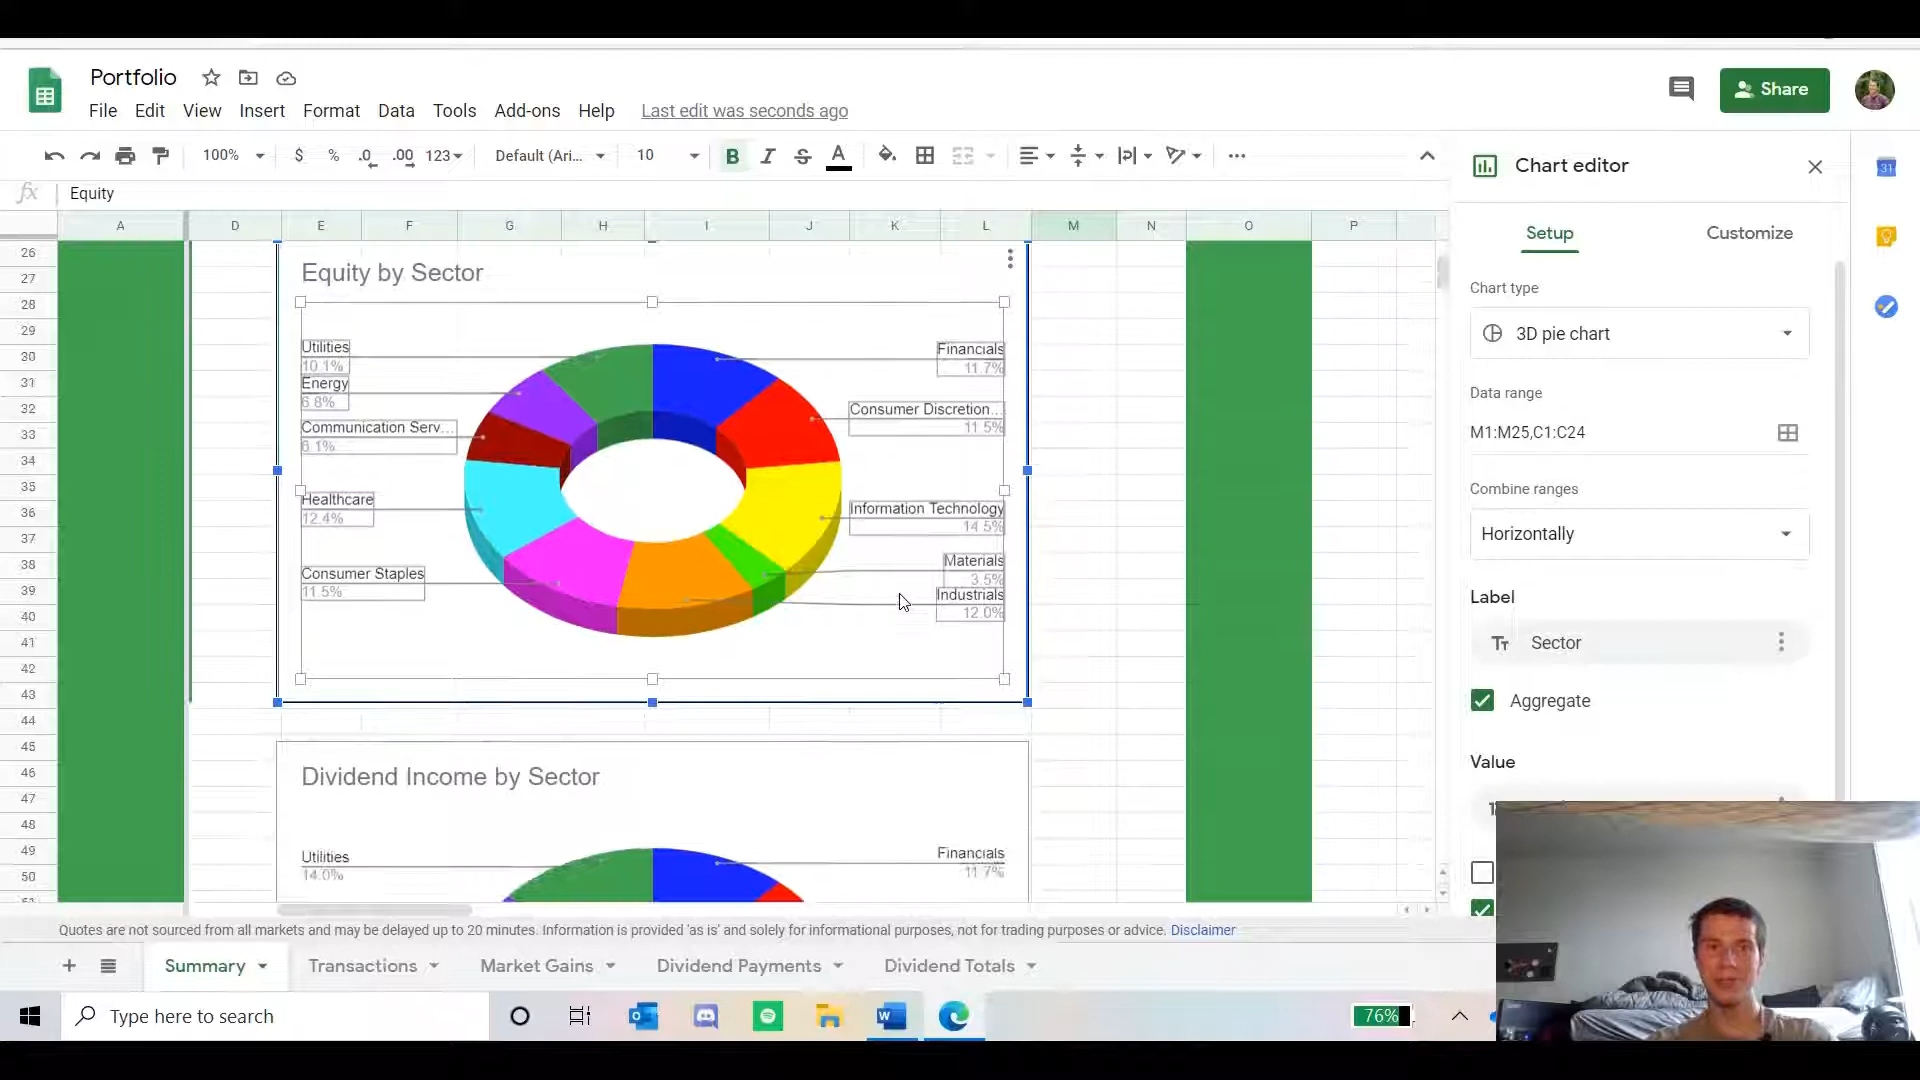 Portfolio
File Edit View Insert Format Data Tools Add-ons Help Last edit was seconds ago
Share
100% $ % .0 .00 123 Default (Ari... 10 B I S A ...
fx Equity
A D E F G H I J K L M N O P
26
27
28
29
30
31
32
33
34
35
36
37
38
39
40
41
42
43
44
45
46
47
48
49
50
Equity by Sector
Utilities
10.1%
Energy
6.8%
Communication Serv...
6.1%
Healthcare
12.4%
Consumer Staples
11.5%
Financials
11.7%
Consumer Discretion...
11.5%
Information Technology
14.5%
Materials
3.5%
Industrials
12.0%
Dividend Income by Sector
Utilities
14.0%
Financials
11.7%
Chart editor
Setup Customize
Chart type
3D pie chart
Data range
M1:M25,C1:C24
Combine ranges
Horizontally
Label
Tт Sector
Aggregate
Value
31
Quotes are not sourced from all markets and may be delayed up to 20 minutes. Information is provided 'as is' and solely for informational purposes, not for trading purposes or advice. Disclaimer
+ Summary Transactions Market Gains Dividend Payments Dividend Totals
Type here to search
76%